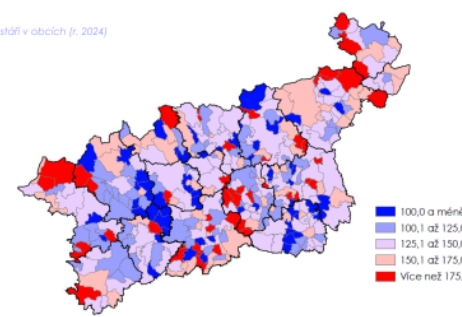 stáří v obcích (r. 2024)
100,0 a méně
100,1 až 125,
125,1 až 150,
150,1 až 175,
Více než 175,